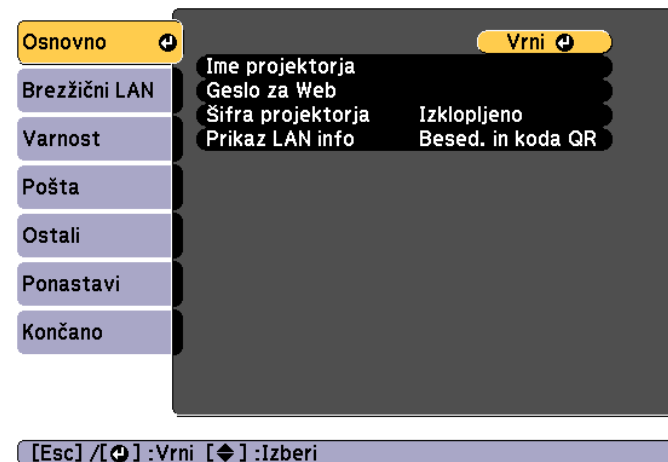 Osnovno
Vrni
Ime projektorja
Brezžični LAN
Geslo za Web
Šifra projektorja Izklopljeno
Varnost
Prikaz LAN info Besed. in koda QR
Pošta
Ostali
Ponastavi
Končano
[Esc] /[ ] :Vrni [ ] :Izberi